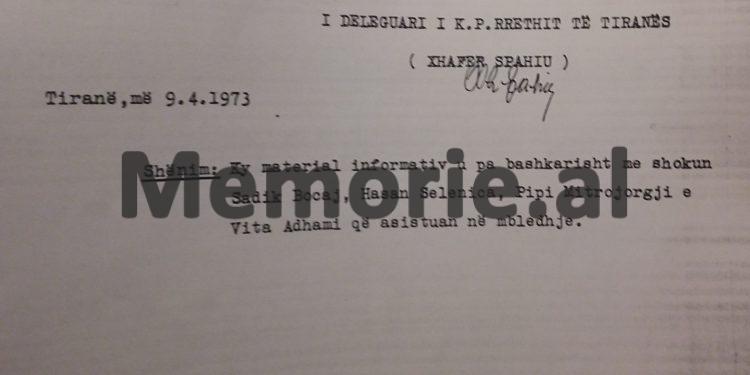 I DELEGUARI I K.P.RRETHIT TË TIRANËS
( XHAFER SPAHIU )
Tiranë,më 9.4.1973
Shënim: Ky material informativ u pa bashkarisht me shokun
Sadik Bocaj, Hasan Selenica, Pipi Mitrojorgji e
Vita Adhami që asistuan në mbledhje.
Memorie.al